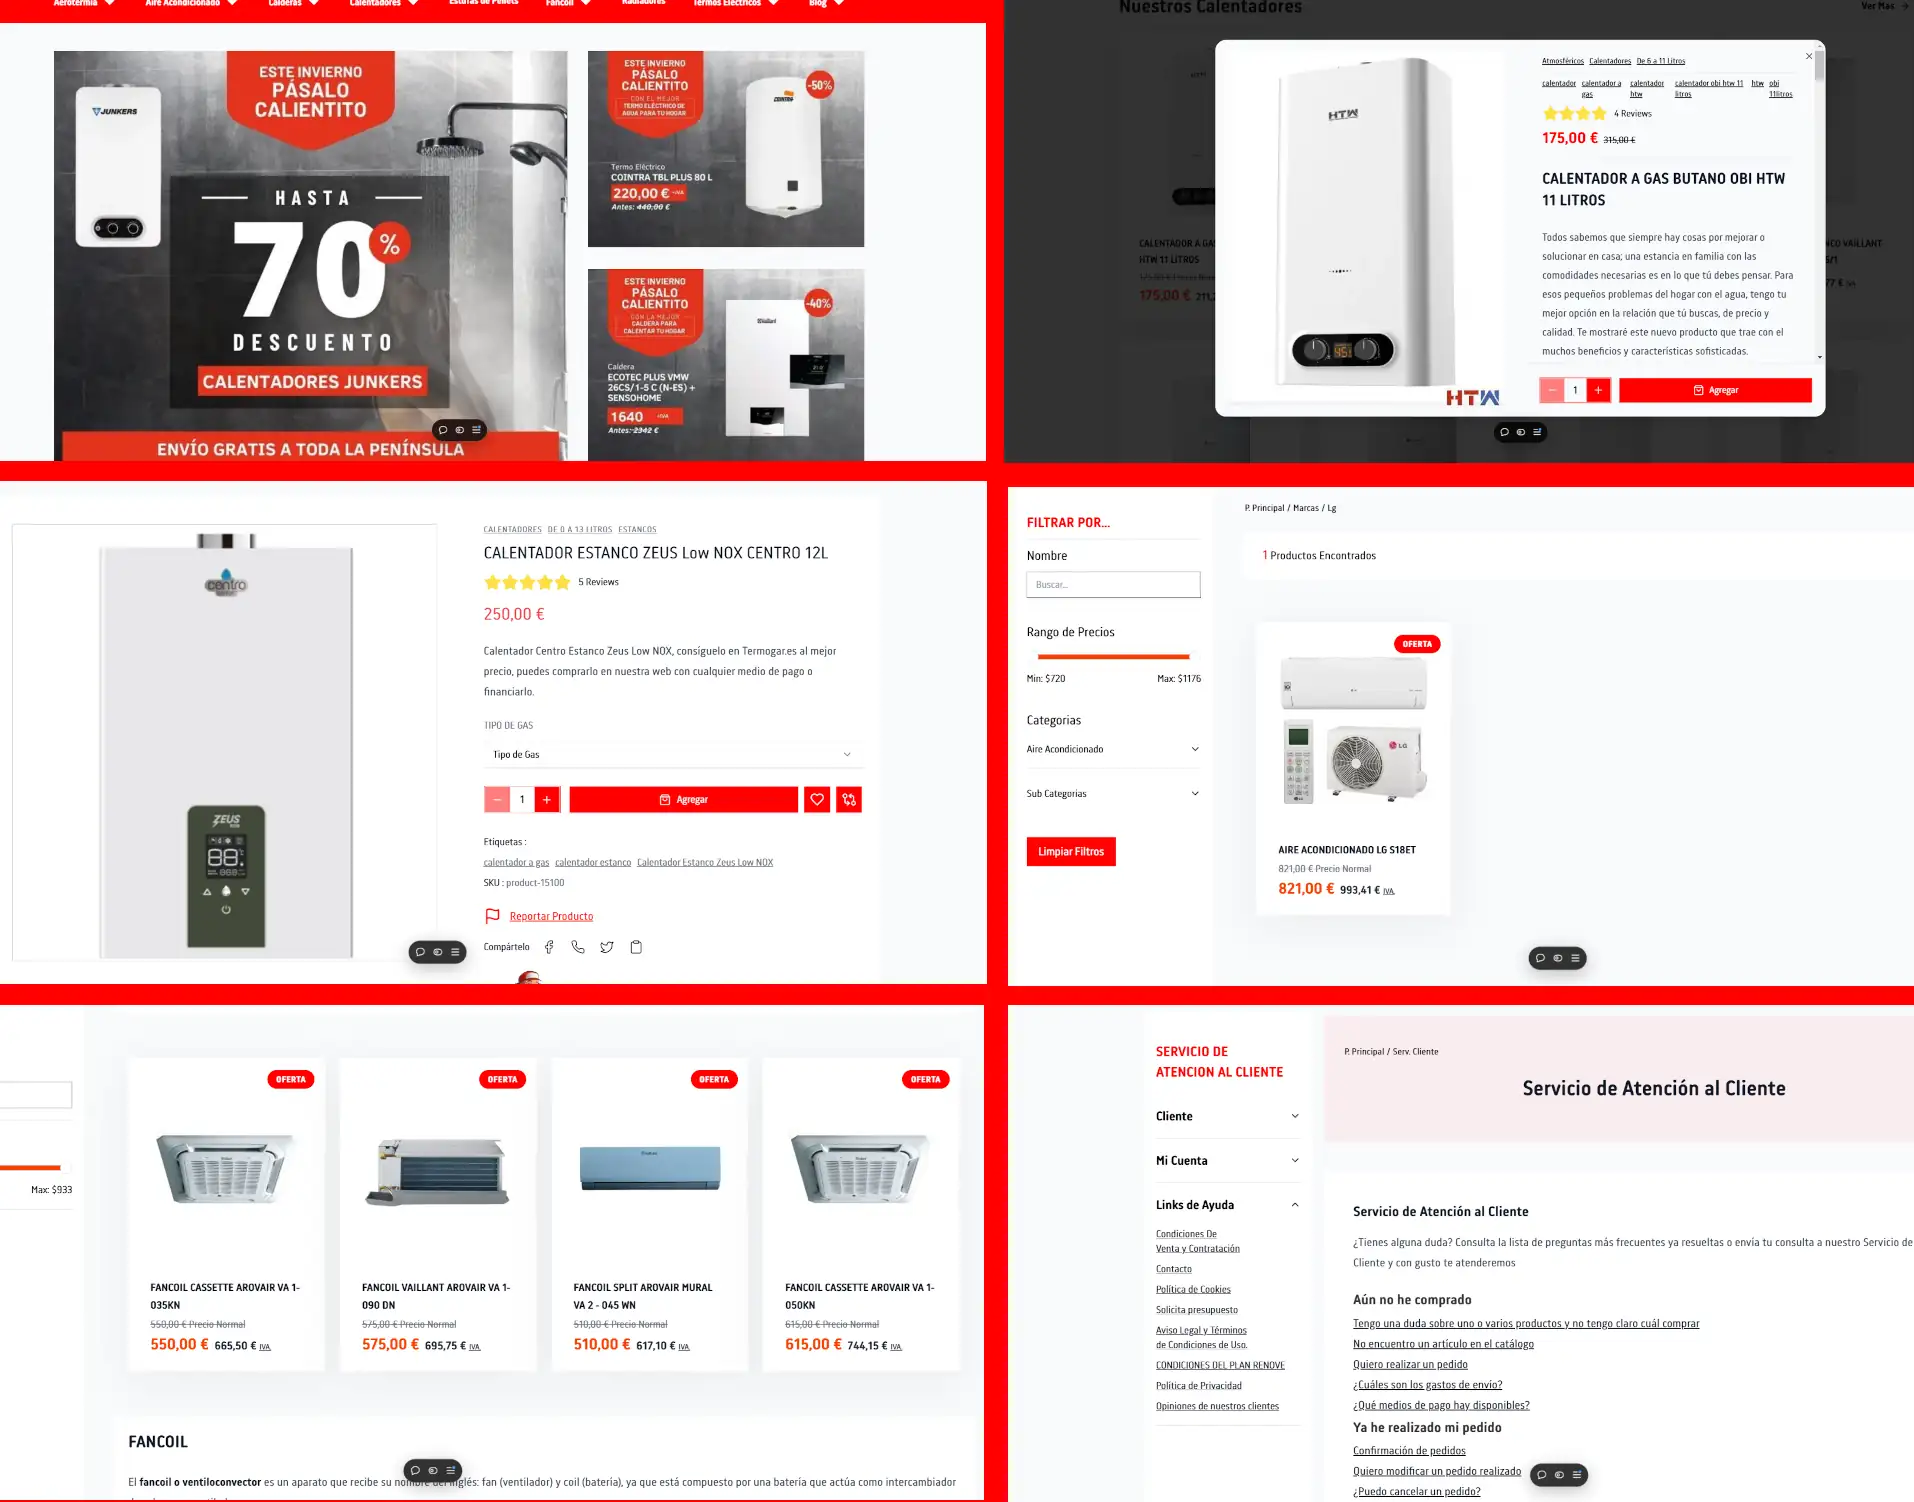 Aerotermia
Aire Acondicionado
Calderas
Calentadores
Estufas de Pellets
Fancoil
Radiadores
Termos Electricos
Blog
JUNKERS
ESTE INVIERNO
PÁSALO
CALIENTITO
HASTA
70%
DESCUENTO
CALENTADORES JUNKERS
ENVÍO GRATIS A TODA LA PENÍNSULA
ESTE INVIERNO
PÁSALO
CALIENTITO
CON EL MEJOR
TERMO ELÉCTRICO DE
AGUA PARA TU HOGAR
-50%
COINTRA
Termo Eléctrico
COINTRA TBL PLUS 80 L
220,00 € +IVA
Antes: 440,00 €
ESTE INVIERNO
PÁSALO
CALIENTITO
CON LA MEJOR
CALDERA PARA
CALENTAR TU HOGAR
-40%
Vaillant
Caldera
ECOTEC PLUS VMW
26CS/1-5 C (N-ES) +
SENSOHOME
1640 +IVA
Antes: 2342 €
Nuestros Calentadores
Ver Mas
CALENTADOR A GA
HTW 11 LITROS
175,00 € 211,
CO VAILLANT
HTW
45
HTW
Atmosféricos Calentadores De 6 a 11 Litros
calentador calentador a gas calentador htw calentador obi htw 11 litros htw obi 11litros
4 Reviews
175,00 € 315,00 €
CALENTADOR A GAS BUTANO OBI HTW
11 LITROS
Todos sabemos que siempre hay cosas por mejorar o
solucionar en casa; una estancia en familia con las
comodidades necesarias es en lo que tú debes pensar. Para
esos pequeños problemas del hogar con el agua, tengo tu
mejor opción en la relación que tú buscas, de precio y
calidad. Te mostraré este nuevo producto que trae con el
muchos beneficios y características sofisticadas.
− 1 + Agregar
centro
ZEUS
88
CALENTADORES DE 0 A 13 LITROS ESTANCOS
CALENTADOR ESTANCO ZEUS Low NOX CENTRO 12L
5 Reviews
250,00 €
Calentador Centro Estanco Zeus Low NOX, consíguelo en Termogar.es al mejor
precio, puedes comprarlo en nuestra web con cualquier medio de pago o
financiarlo.
TIPO DE GAS
Tipo de Gas
− 1 + Agregar
Etiquetas :
calentador a gas calentador estanco Calentador Estanco Zeus Low NOX
SKU : product-15100
Reportar Producto
Compártelo
FILTRAR POR...
Nombre
Buscar...
Rango de Precios
Min: $720 Max: $1176
Categorias
Aire Acondicionado
Sub Categorias
Limpiar Filtros
P. Principal / Marcas / Lg
1 Productos Encontrados
OFERTA
LG
AIRE ACONDICIONADO LG S18ET
821,00 € Precio Normal
821,00 € 993,41 € IVA.
Max: $933
OFERTA
FANCOIL CASSETTE AROVAIR VA 1-
035KN
550,00 € Precio Normal
550,00 € 665,50 € IVA.
OFERTA
FANCOIL VAILLANT AROVAIR VA 1-
090 DN
575,00 € Precio Normal
575,00 € 695,75 € IVA.
OFERTA
FANCOIL SPLIT AROVAIR MURAL
VA 2 - 045 WN
510,00 € Precio Normal
510,00 € 617,10 € IVA.
OFERTA
FANCOIL CASSETTE AROVAIR VA 1-
050KN
615,00 € Precio Normal
615,00 € 744,15 € IVA.
FANCOIL
El fancoil o ventiloconvector es un aparato que recibe su inglés: fan (ventilador) y coil (batería), ya que está compuesto por una batería que actúa como intercambiador
SERVICIO DE
ATENCION AL CLIENTE
Cliente
Mi Cuenta
Links de Ayuda
Condiciones De
Venta y Contratación
Contacto
Política de Cookies
Solicita presupuesto
Aviso Legal y Términos
de Condiciones de Uso.
CONDICIONES DEL PLAN RENOVE
Política de Privacidad
Opiniones de nuestros clientes
P. Principal / Serv. Cliente
Servicio de Atención al Cliente
Servicio de Atención al Cliente
¿Tienes alguna duda? Consulta la lista de preguntas más frecuentes ya resueltas o envia tu consulta a nuestro Servicio de
Cliente y con gusto te atenderemos
Aún no he comprado
Tengo una duda sobre uno o varios productos y no tengo claro cuál comprar
No encuentro un artículo en el catálogo
Quiero realizar un pedido
¿Cuáles son los gastos de envío?
¿Qué medios de pago hay disponibles?
Ya he realizado mi pedido
Confirmación de pedidos
Quiero modificar un pedido realizado
¿Puedo cancelar un pedido?